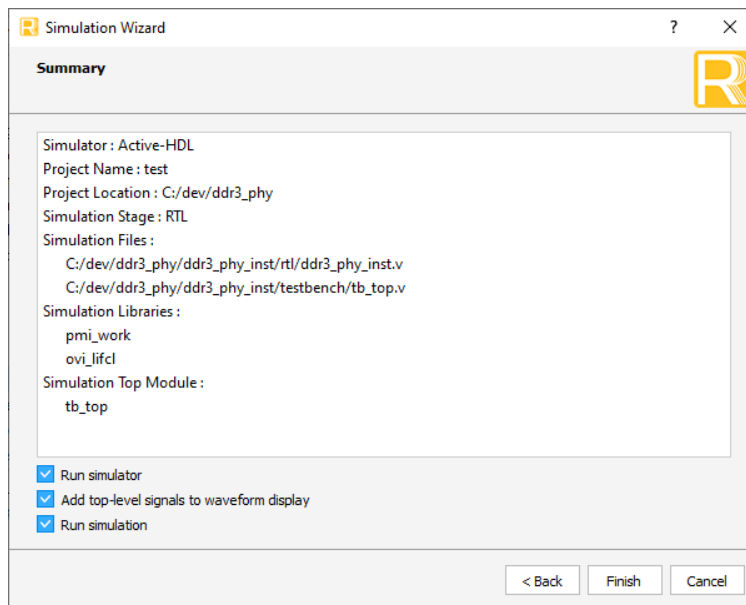 Simulation Wizard
Summary
Simulator : Active-HDL
Project Name : test
Project Location : C:/dev/ddr3_phy
Simulation Stage : RTL
Simulation Files :
C:/dev/ddr3_phy/ddr3_phy_inst/rtl/ddr3_phy_inst.v
C:/dev/ddr3_phy/ddr3_phy_inst/testbench/tb_top.v
Simulation Libraries :
pmi_work
ovi_lifcl
Simulation Top Module :
tb_top
Run simulator
Add top-level signals to waveform display
Run simulation
< Back Finish Cancel